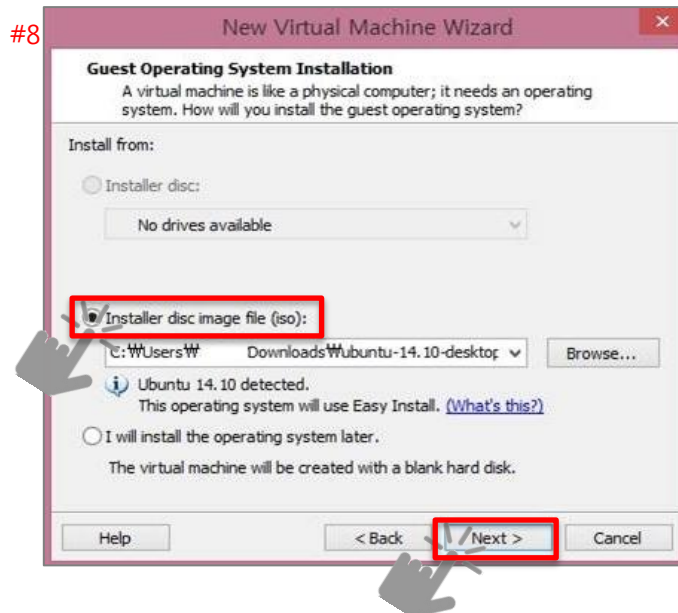 #8
New Virtual Machine Wizard
Guest Operating System Installation
A virtual machine is like a physical computer; it needs an operating
system. How will you install the guest operating system?
Install from:
Installer disc:
No drives available
Installer disc image file (iso):
C:₩Users₩ Downloads₩ubuntu-14.10-desktop
Browse...
Ubuntu 14.10 detected.
This operating system will use Easy Install. (What's this?)
I will install the operating system later.
The virtual machine will be created with a blank hard disk.
Help
< Back
Next >
Cancel